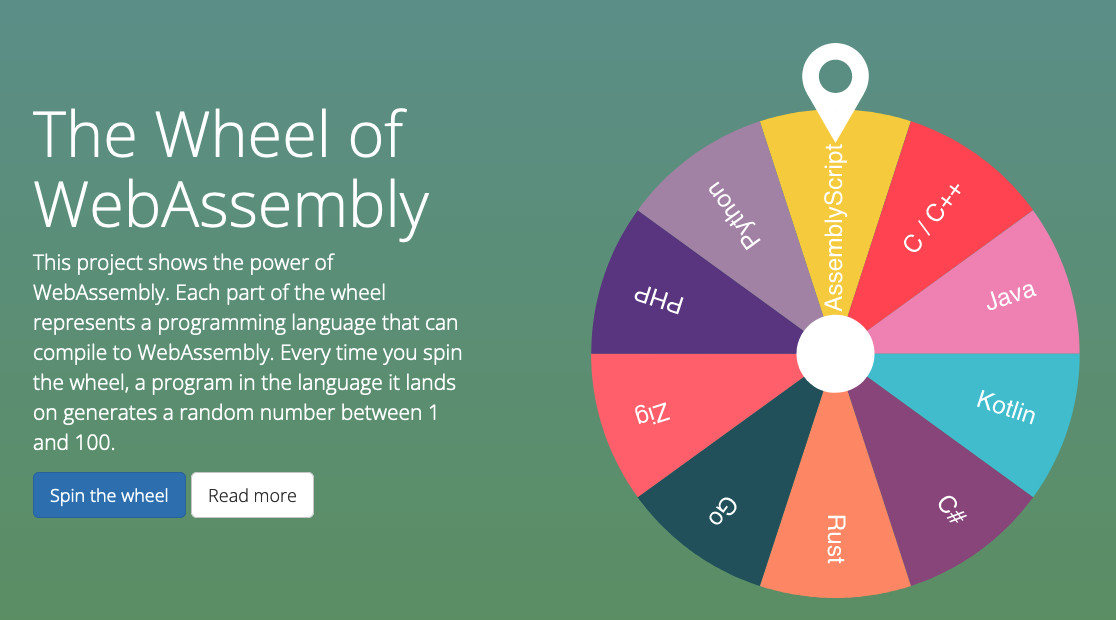 The Wheel of
WebAssembly
This project shows the power of
WebAssembly. Each part of the wheel
represents a programming language that can
compile to WebAssembly. Every time you spin
the wheel, a program in the language it lands
on generates a random number between 1
and 100.
Spin the wheel
Read more
AssemblyScript
C / C++
Java
Kotlin
C#
Rust
Go
Zig
PHP
Python